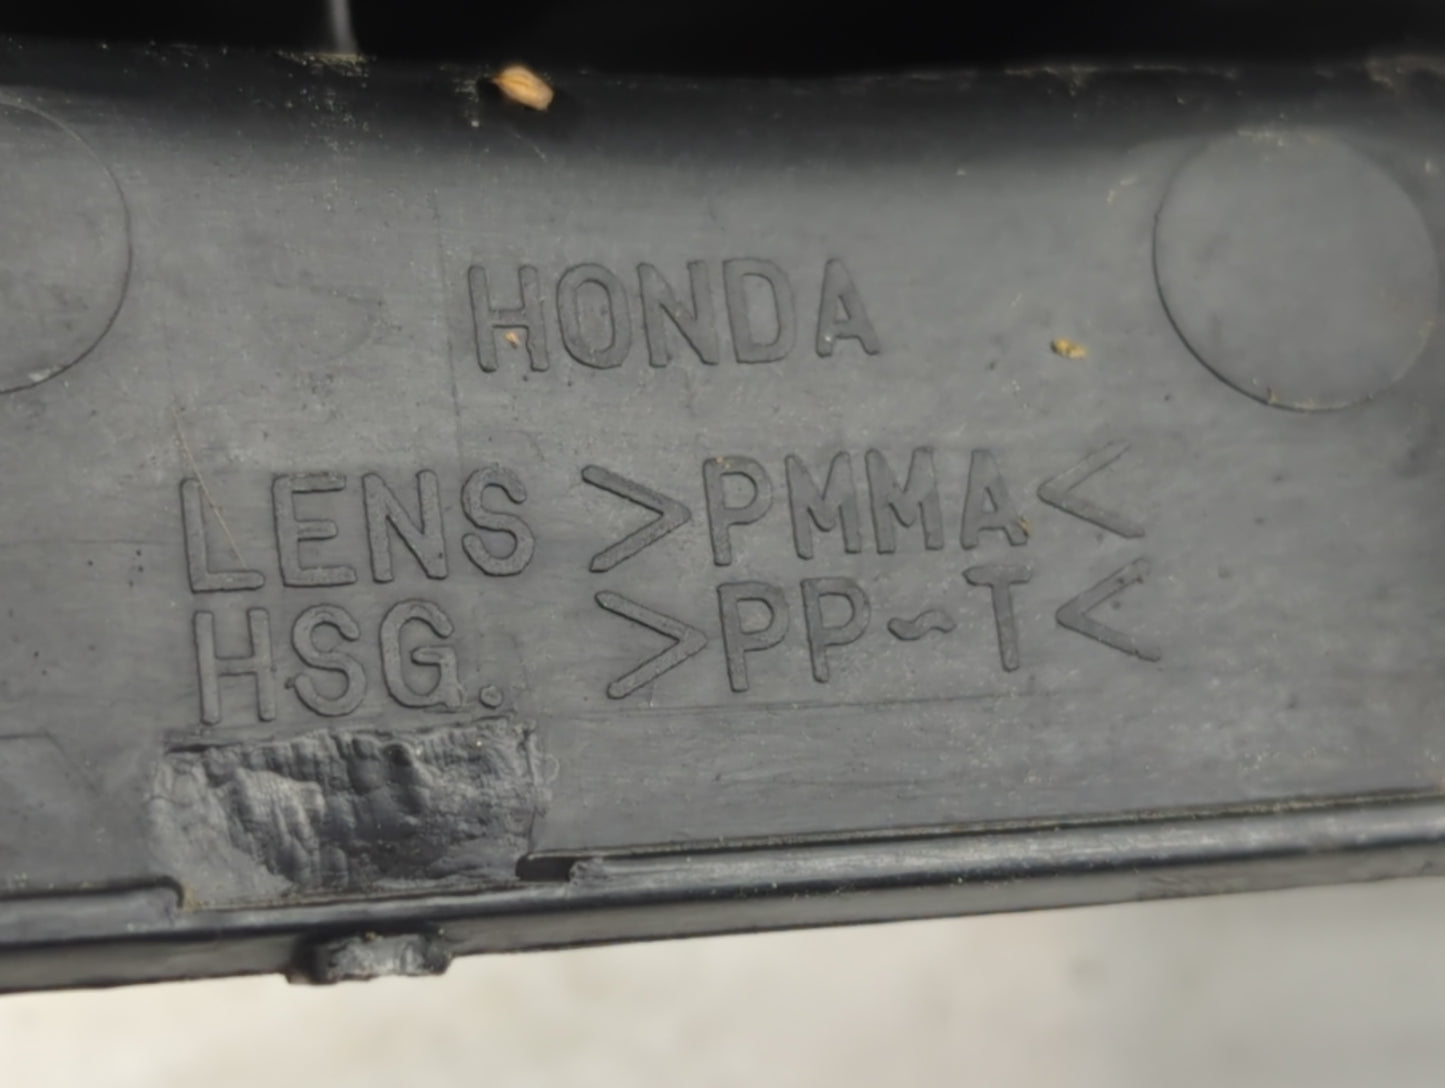 HONDA
LENS >PMMA<
HSG. >PP~T<